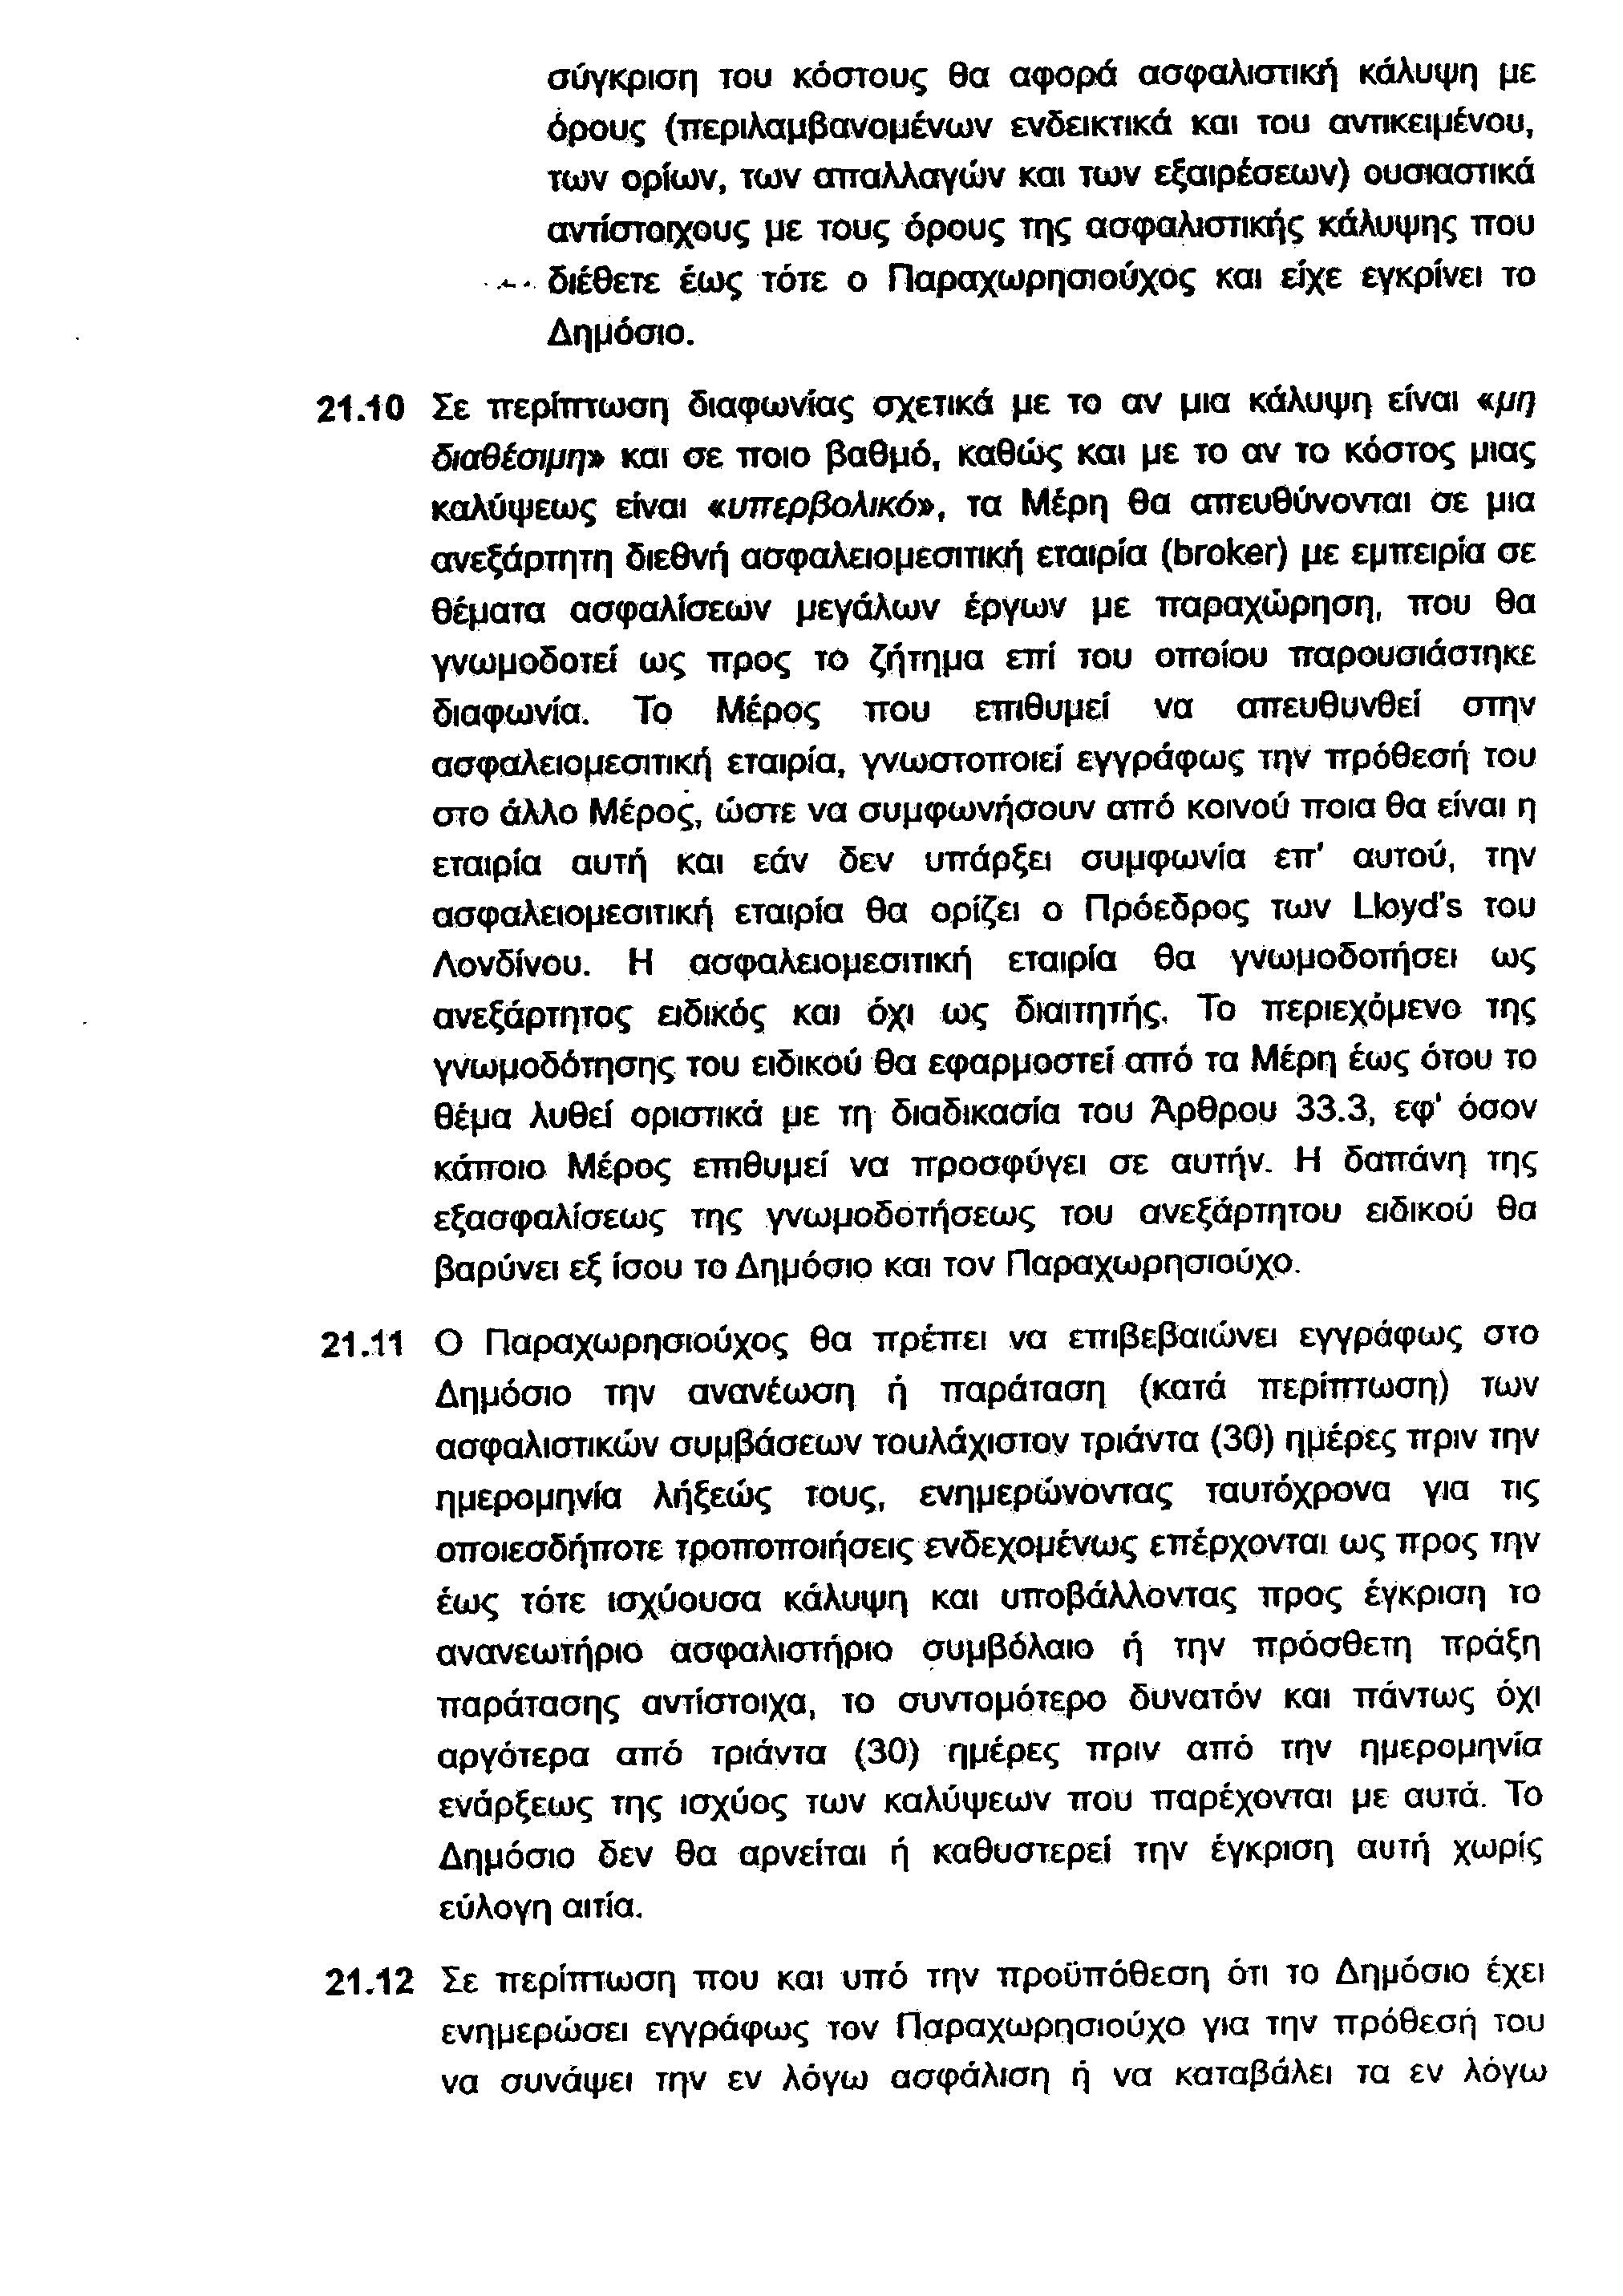 σύγκριση του κόστους θα αφορά ασφαλιστική κάλυψη με
όρους (περιλαμβανομένων ενδεικτικά και του αντικειμένου,
των ορίων, των απαλλαγών και των εξαιρέσεων) ουσιαστικά
αντίστοιχους με τους όρους της ασφαλιστικής κάλυψης που
διέθετε έως τότε ο Παραχωρησιούχος και είχε εγκρίνει το
Δημόσιο.
21.10 Σε περίπτωση διαφωνίας σχετικά με το αν μια κάλυψη είναι «μη
διαθέσιμη» και σε ποιο βαθμό, καθώς και με το αν το κόστος μιας
καλύψεως είναι «υπερβολικό», τα Μέρη θα απευθύνονται σε μια
ανεξάρτητη διεθνή ασφαλειομεσιτική εταιρία (broker) με εμπειρία σε
θέματα ασφαλίσεων μεγάλων έργων με παραχώρηση, που θα
γνωμοδοτεί ως προς το ζήτημα επί του οποίου παρουσιάστηκε
διαφωνία. Το Μέρος που επιθυμεί να απευθυνθεί στην
ασφαλειομεσιτική εταιρία, γνωστοποιεί εγγράφως την πρόθεσή του
στο άλλο Μέρος, ώστε να συμφωνήσουν από κοινού ποια θα είναι η
εταιρία αυτή και εάν δεν υπάρξει συμφωνία επ' αυτού, την
ασφαλειομεσιτική εταιρία θα ορίζει ο Πρόεδρος των Lloyd's του
Λονδίνου. Η ασφαλειομεσιτική εταιρία θα γνωμοδοτήσει ως
ανεξάρτητος ειδικός και όχι ως διαιτητής. Το περιεχόμενο της
γνωμοδότησης του ειδικού θα εφαρμοστεί από τα Μέρη έως ότου το
θέμα λυθεί οριστικά με τη διαδικασία του Άρθρου 33.3, εφ' όσον
κάποιο Μέρος επιθυμεί να προσφύγει σε αυτήν. Η δαπάνη της
εξασφαλίσεως της γνωμοδοτήσεως του ανεξάρτητου ειδικού θα
βαρύνει εξ ίσου το Δημόσιο και τον Παραχωρησιούχο.
21.11 Ο Παραχωρησιούχος θα πρέπει να επιβεβαιώνει εγγράφως στο
Δημόσιο την ανανέωση ή παράταση (κατά περίπτωση) των
ασφαλιστικών συμβάσεων τουλάχιστον τριάντα (30) ημέρες πριν την
ημερομηνία λήξεώς τους, ενημερώνοντας ταυτόχρονα για τις
οποιεσδήποτε τροποποιήσεις ενδεχομένως επέρχονται ως προς την
έως τότε ισχύουσα κάλυψη και υποβάλλοντας προς έγκριση το
ανανεωτήριο ασφαλιστήριο συμβόλαιο ή την πρόσθετη πράξη
παράτασης αντίστοιχα, το συντομότερο δυνατόν και πάντως όχι
αργότερα από τριάντα (30) ημέρες πριν από την ημερομηνία
ενάρξεως της ισχύος των καλύψεων που παρέχονται με αυτά. Το
Δημόσιο δεν θα αρνείται ή καθυστερεί την έγκριση αυτή χωρίς
εύλογη αιτία.
21.12 Σε περίπτωση που και υπό την προϋπόθεση ότι το Δημόσιο έχει
ενημερώσει εγγράφως τον Παραχωρησιούχο για την πρόθεσή του
να συνάψει την εν λόγω ασφάλιση ή να καταβάλει τα εν λόγω